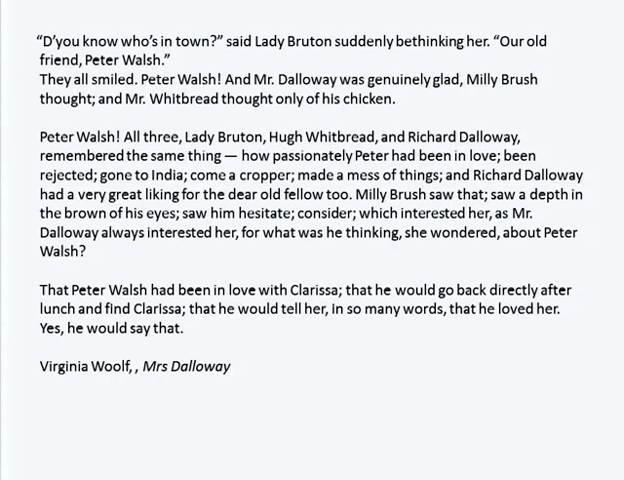 “D’you know who’s in town?” said Lady Bruton suddenly bethinking her. “Our old
friend, Peter Walsh.”
They all smiled. Peter Walsh! And Mr. Dalloway was genuinely glad, Milly Brush
thought; and Mr. Whitbread thought only of his chicken.
Peter Walsh! All three, Lady Bruton, Hugh Whitbread, and Richard Dalloway,
remembered the same thing — how passionately Peter had been in love; been
rejected; gone to India; come a cropper; made a mess of things; and Richard Dalloway
had a very great liking for the dear old fellow too. Milly Brush saw that; saw a depth in
the brown of his eyes; saw him hesitate; consider; which interested her, as Mr.
Dalloway always interested her, for what was he thinking, she wondered, about Peter
Walsh?
That Peter Walsh had been in love with Clarissa; that he would go back directly after
lunch and find Clarissa; that he would tell her, in so many words, that he loved her.
Yes, he would say that.
Virginia Woolf, , Mrs Dalloway